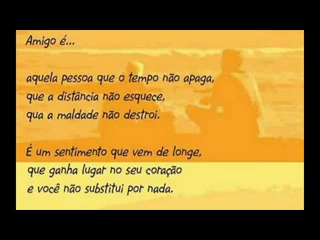 Amigo é...
aquela pessoa que o tempo não apaga,
que a distância não esquece,
qua a maldade não destroi.
É um sentimento que vem de longe,
que ganha lugar no seu coração
e você não substitui por nada.